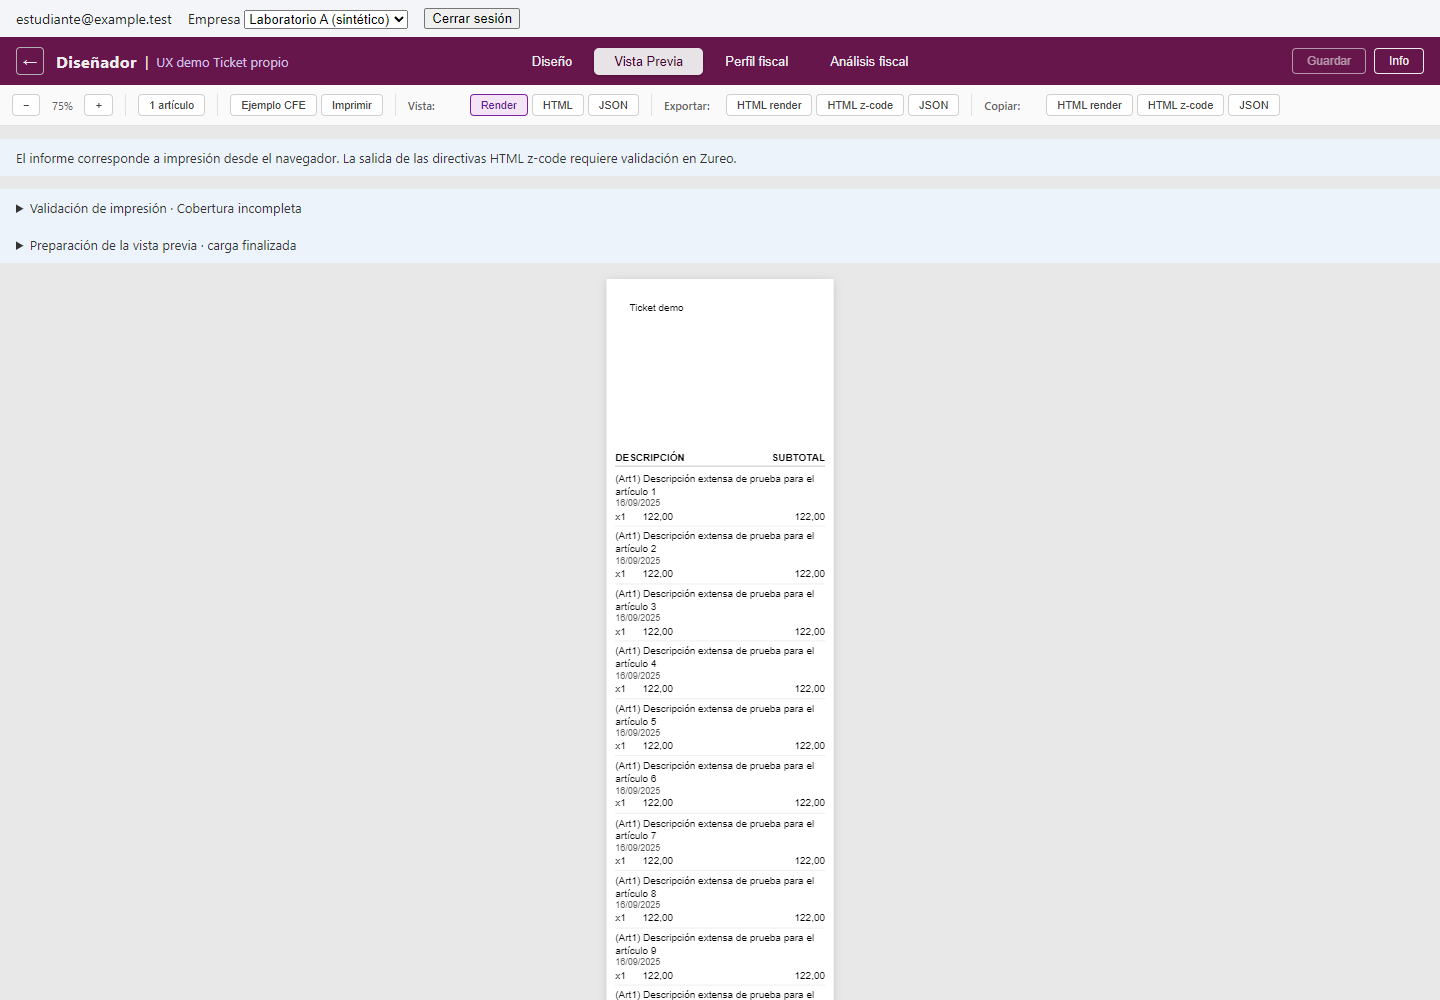 estudiante@example.test Empresa Laboratorio A (sintético) Cerrar sesión
← Diseñador | UX demo Ticket propio Diseño Vista Previa Perfil fiscal Análisis fiscal Guardar Info
− 75% + 1 artículo Ejemplo CFE Imprimir Vista: Render HTML JSON Exportar: HTML render HTML z-code JSON Copiar: HTML render HTML z-code JSON
El informe corresponde a impresión desde el navegador. La salida de las directivas HTML z-code requiere validación en Zureo.
▶ Validación de impresión · Cobertura incompleta
▶ Preparación de la vista previa · carga finalizada
Ticket demo
DESCRIPCIÓN SUBTOTAL
(Art1) Descripción extensa de prueba para el
artículo 1
16/09/2025
x1 122,00 122,00
(Art1) Descripción extensa de prueba para el
artículo 2
16/09/2025
x1 122,00 122,00
(Art1) Descripción extensa de prueba para el
artículo 3
16/09/2025
x1 122,00 122,00
(Art1) Descripción extensa de prueba para el
artículo 4
16/09/2025
x1 122,00 122,00
(Art1) Descripción extensa de prueba para el
artículo 5
16/09/2025
x1 122,00 122,00
(Art1) Descripción extensa de prueba para el
artículo 6
16/09/2025
x1 122,00 122,00
(Art1) Descripción extensa de prueba para el
artículo 7
16/09/2025
x1 122,00 122,00
(Art1) Descripción extensa de prueba para el
artículo 8
16/09/2025
x1 122,00 122,00
(Art1) Descripción extensa de prueba para el
artículo 9
16/09/2025
x1 122,00 122,00
(Art1) Descripción extensa de prueba para el